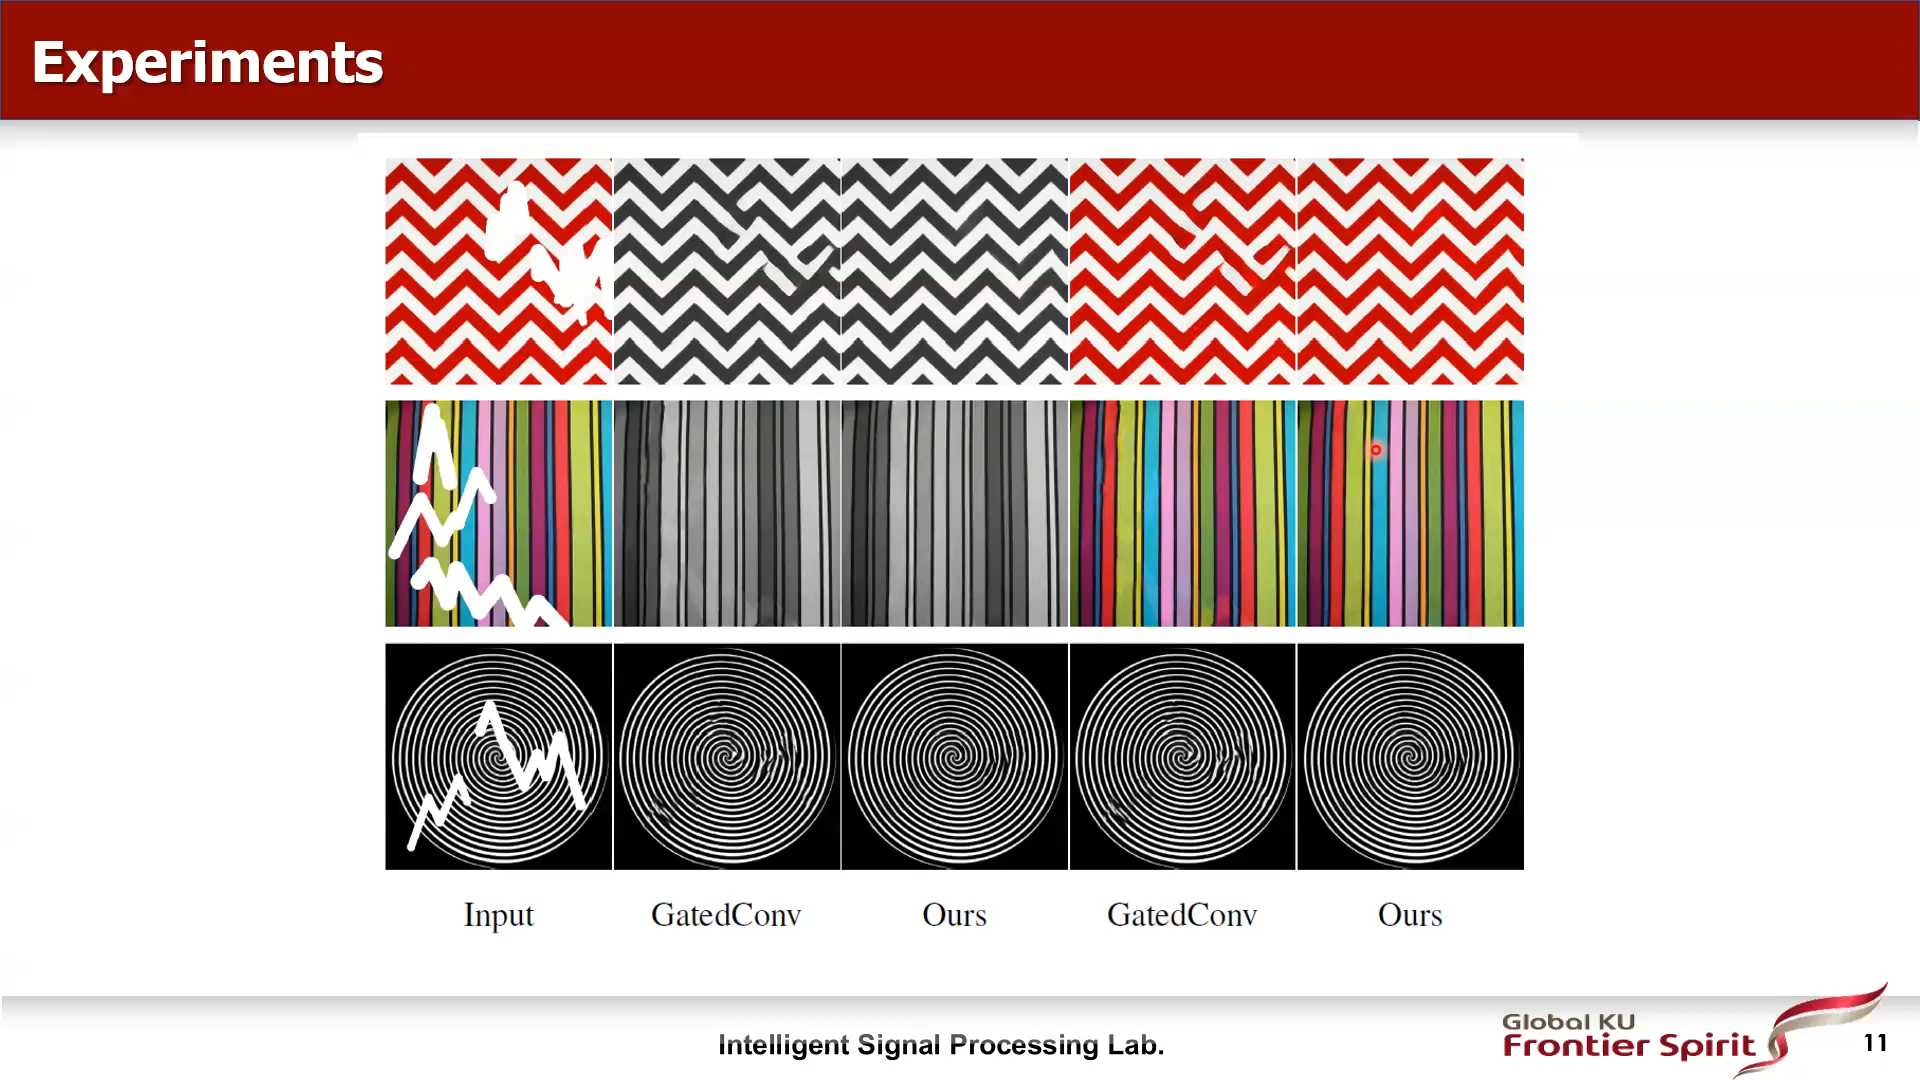 Experiments
Input GatedConv Ours GatedConv Ours
Intelligent Signal Processing Lab.
Global KU
Frontier Spirit
11